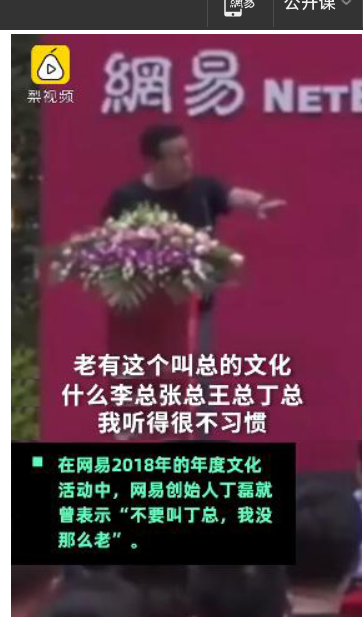 網易
公开课
梨视频
網易 NETE
老有这个叫总的文化
什么李总张总王总丁总
我听得很不习惯
在网易2018年的年度文化
活动中，网易创始人丁磊就
曾表示“不要叫丁总，我没
那么老”。